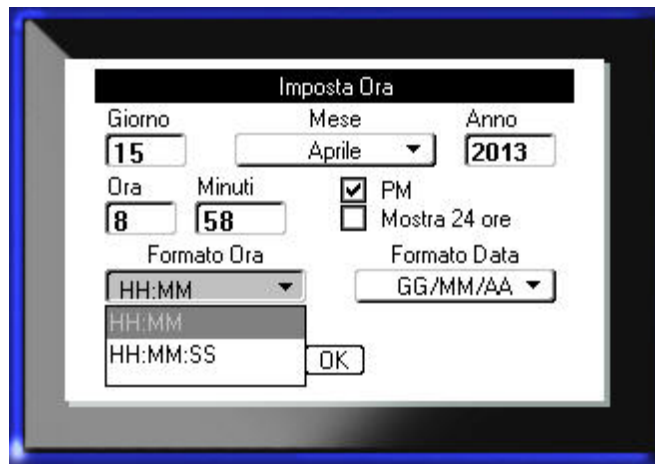 Imposta Ora
Giorno Mese Anno
15 Aprile 2013
Ora Minuti PM
8 58 Mostra 24 ore
Formato Ora Formato Data
HH:MM GG/MM/AA
HH:MM
HH:MM:SS
OK